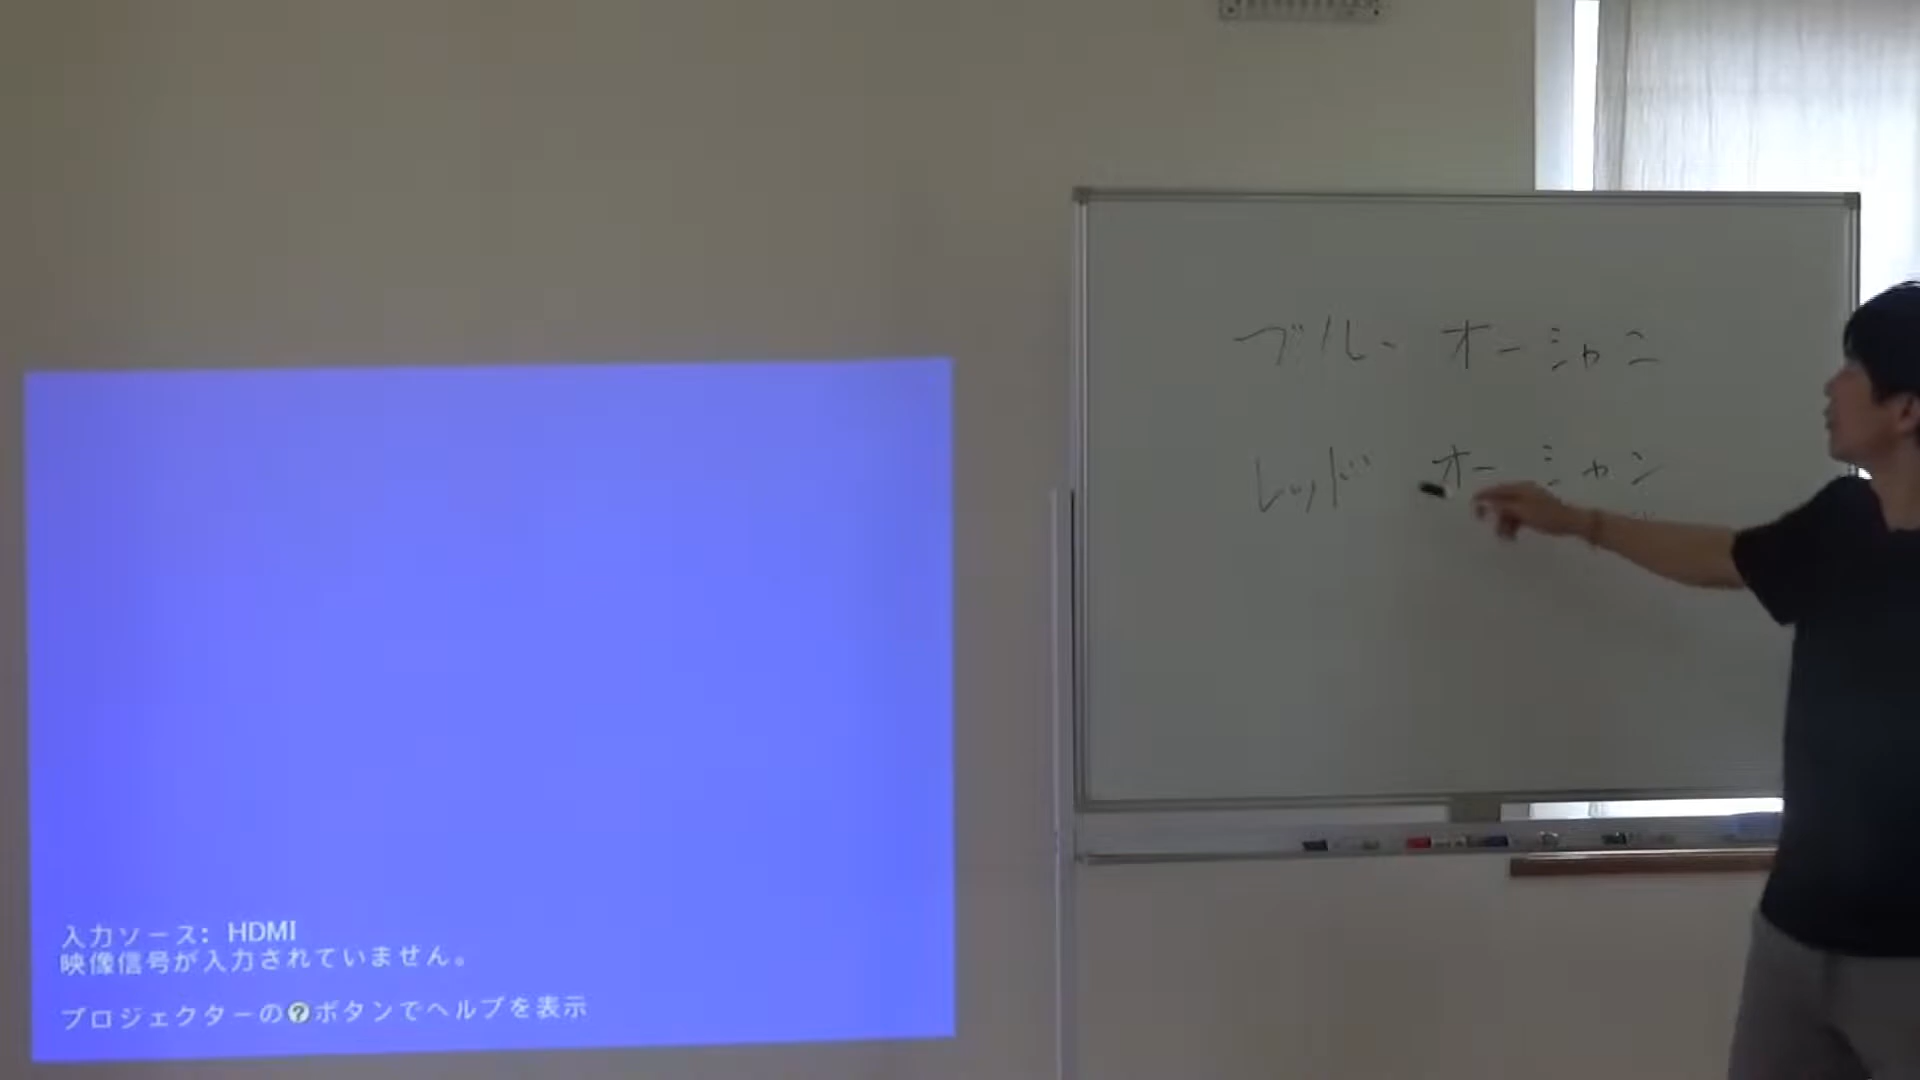 ブルー オーシャン
レッド オーシャン
入力ソース: HDMI
映像信号が入力されていません。
プロジェクターの?ボタンでヘルプを表示